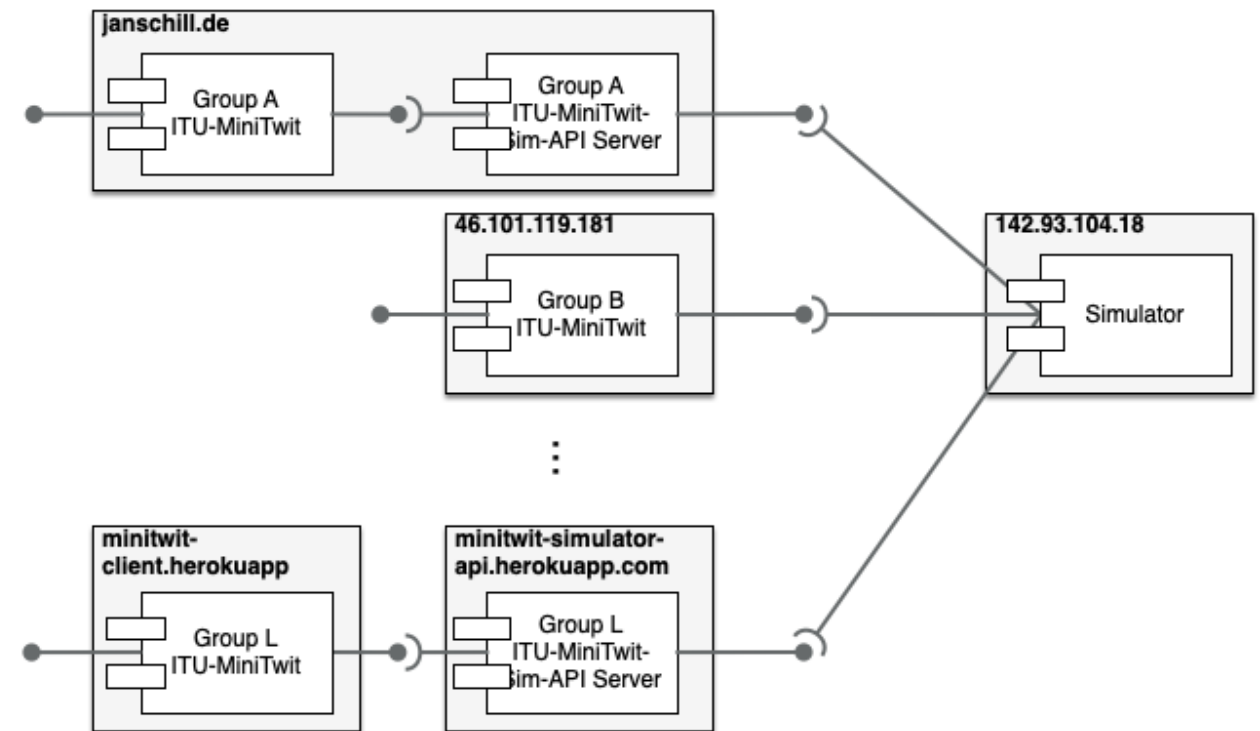 janschill.de
Group A
ITU-MiniTwit
Group A
ITU-MiniTwit-
Sim-API Server
46.101.119.181
Group B
ITU-MiniTwit
142.93.104.18
Simulator
minitwit-
client.herokuapp
Group L
ITU-MiniTwit
minitwit-simulator-
api.herokuapp.com
Group L
ITU-MiniTwit-
Sim-API Server